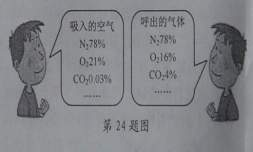 吸入的空气
N₂78%
O₂21%
CO₂0.03%
……
呼出的气体
N₂78%
O₂16%
CO₂4%
……
第24题图